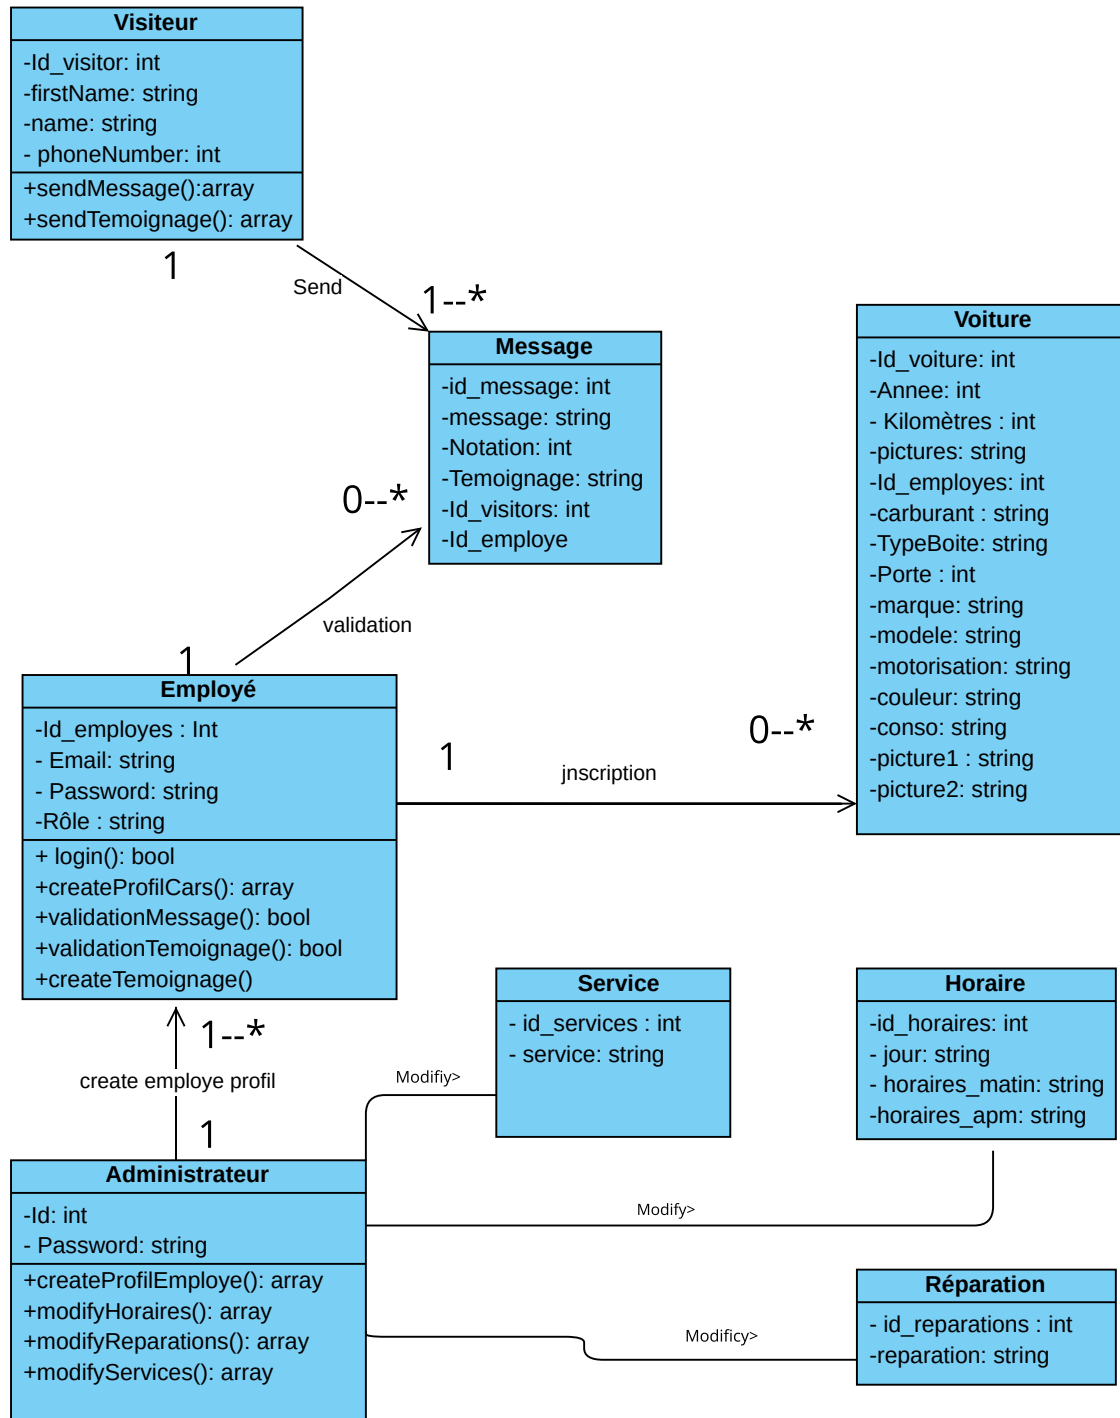 Visiteur
-Id_visitor: int
-firstName: string
-name: string
- phoneNumber: int
+sendMessage():array
+sendTemoignage(): array
1
Send
1--*
Message
-id_message: int
-message: string
-Notation: int
-Temoignage: string
-Id_visitors: int
-Id_employe
Voiture
-Id_voiture: int
-Annee: int
- Kilomètres : int
-pictures: string
-Id_employes: int
-carburant : string
-TypeBoite: string
-Porte : int
-marque: string
-modele: string
-motorisation: string
-couleur: string
-conso: string
-picture1 : string
-picture2: string
0--*
validation
1
Employé
-Id_employes : Int
- Email: string
- Password: string
-Rôle : string
+ login(): bool
+createProfilCars(): array
+validationMessage(): bool
+validationTemoignage(): bool
+createTemoignage()
1
jnscription
0--*
1--*
create employe profil
1
Service
- id_services : int
- service: string
Horaire
-id_horaires: int
- jour: string
- horaires_matin: string
-horaires_apm: string
Modifiy>
Administrateur
-Id: int
- Password: string
+createProfilEmploye(): array
+modifyHoraires(): array
+modifyReparations(): array
+modifyServices(): array
Modify>
Modificy>
Réparation
- id_reparations : int
-reparation: string